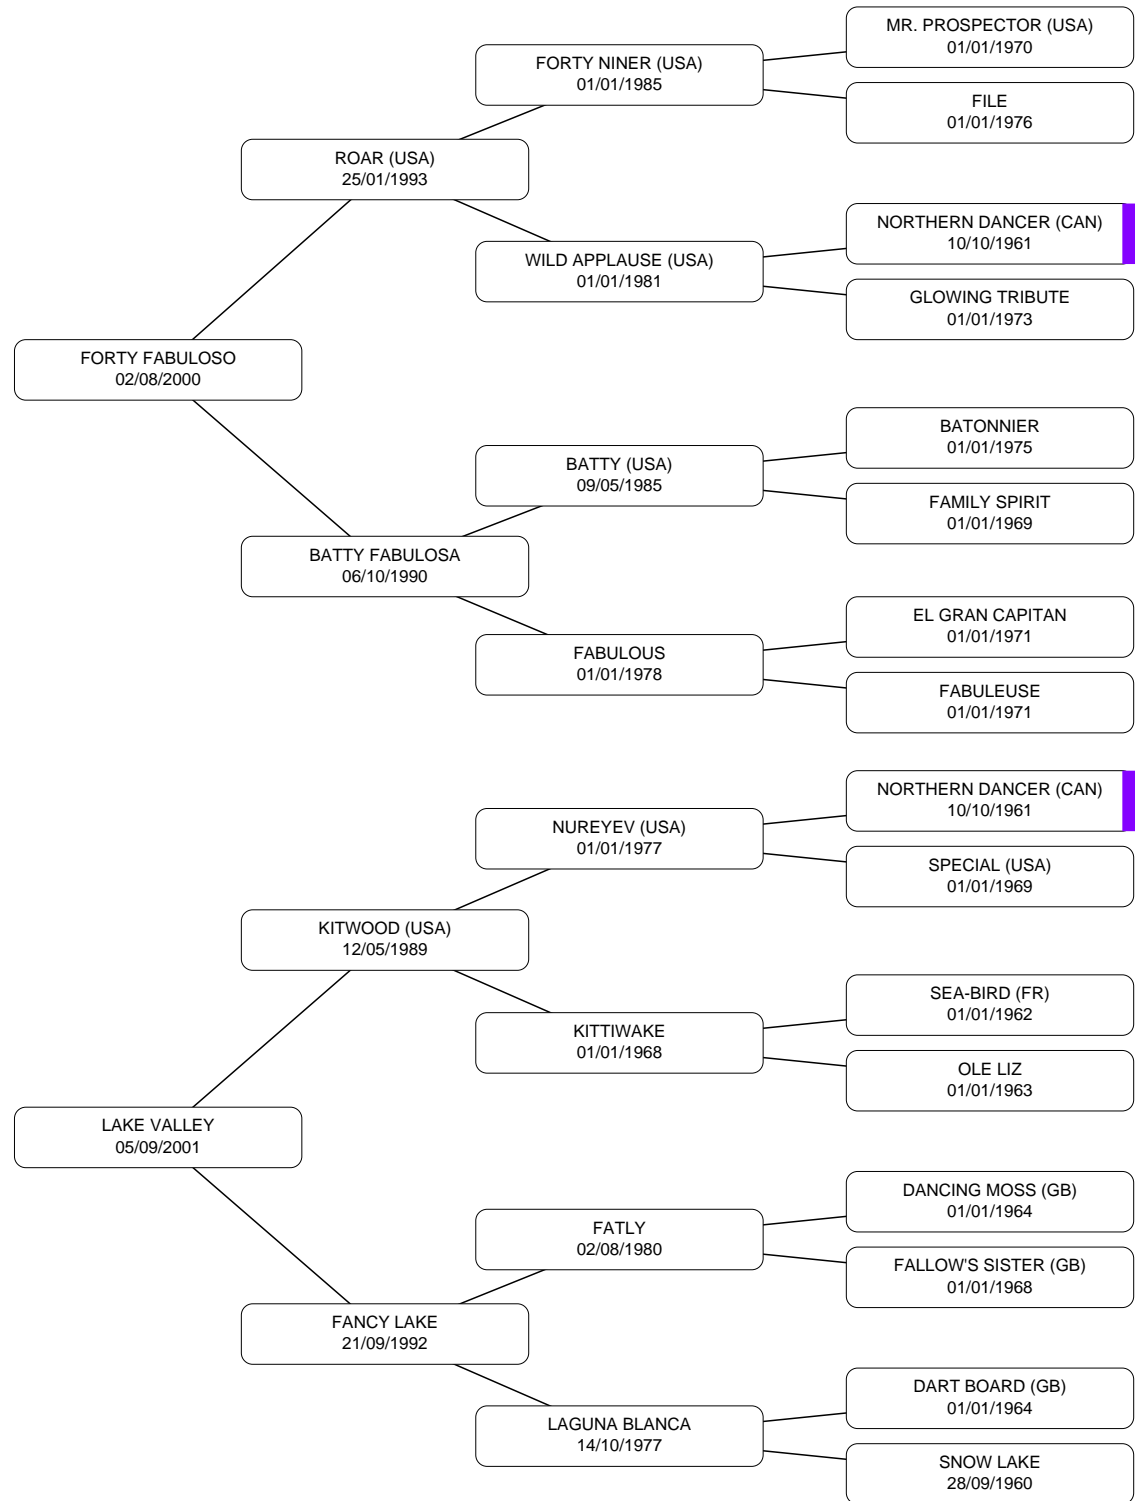 MR. PROSPECTOR (USA)
01/01/1970
FORTY NINER (USA)
01/01/1985
FILE
01/01/1976
ROAR (USA)
25/01/1993
NORTHERN DANCER (CAN)
10/10/1961
WILD APPLAUSE (USA)
01/01/1981
GLOWING TRIBUTE
01/01/1973
FORTY FABULOSO
02/08/2000
BATONNIER
01/01/1975
BATTY (USA)
09/05/1985
FAMILY SPIRIT
01/01/1969
BATTY FABULOSA
06/10/1990
EL GRAN CAPITAN
01/01/1971
FABULOUS
01/01/1978
FABULEUSE
01/01/1971
NORTHERN DANCER (CAN)
10/10/1961
NUREYEV (USA)
01/01/1977
SPECIAL (USA)
01/01/1969
KITWOOD (USA)
12/05/1989
SEA-BIRD (FR)
01/01/1962
KITTIWAKE
01/01/1968
OLE LIZ
01/01/1963
LAKE VALLEY
05/09/2001
DANCING MOSS (GB)
01/01/1964
FATLY
02/08/1980
FALLOW'S SISTER (GB)
01/01/1968
FANCY LAKE
21/09/1992
DART BOARD (GB)
01/01/1964
LAGUNA BLANCA
14/10/1977
SNOW LAKE
28/09/1960